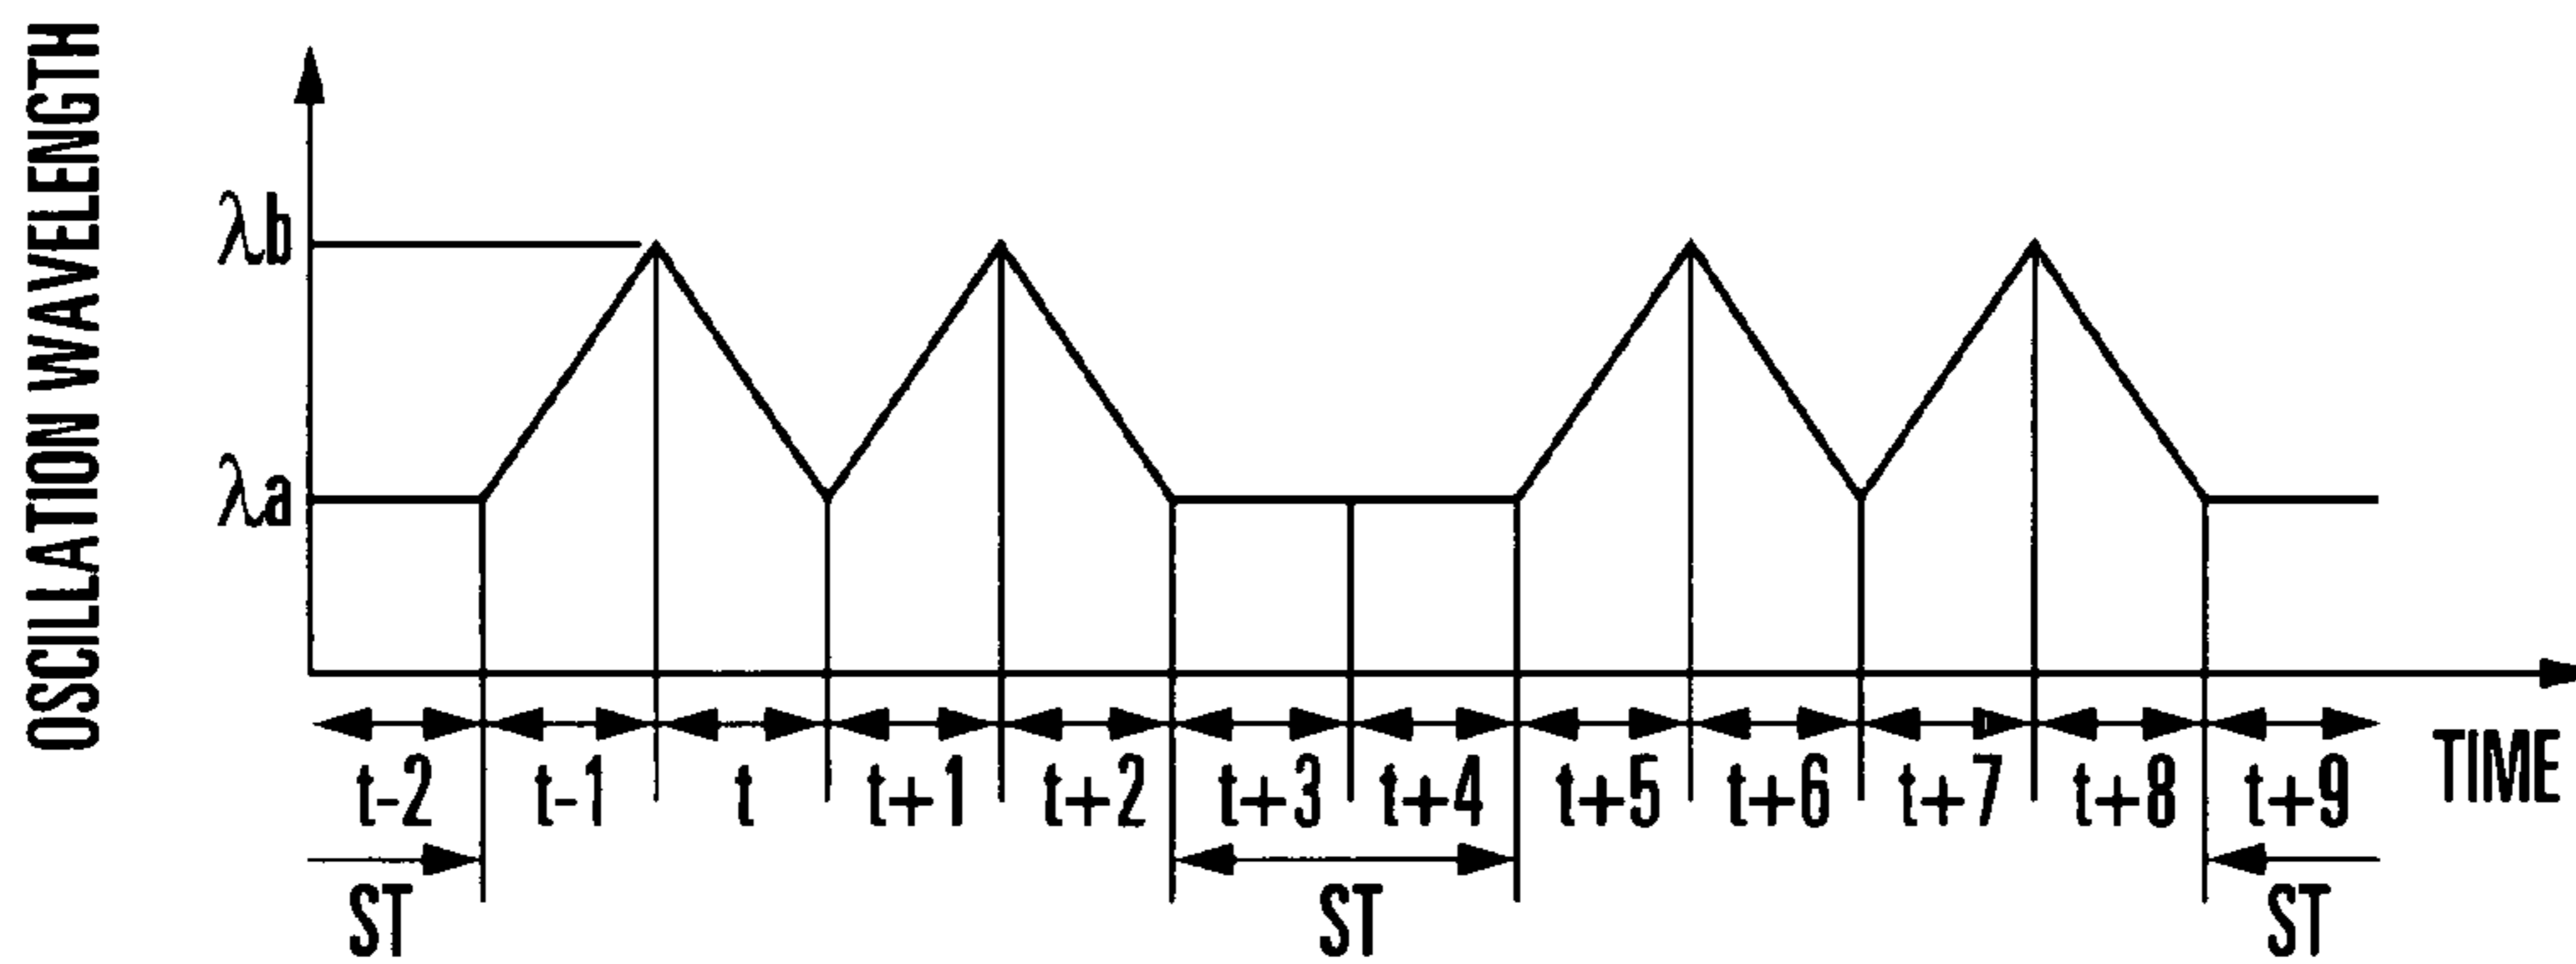 OSCILLATION WAVELENGTH
λb
λa
t-2 t-1 t t+1 t+2 t+3 t+4 t+5 t+6 t+7 t+8 t+9 TIME
ST ST ST